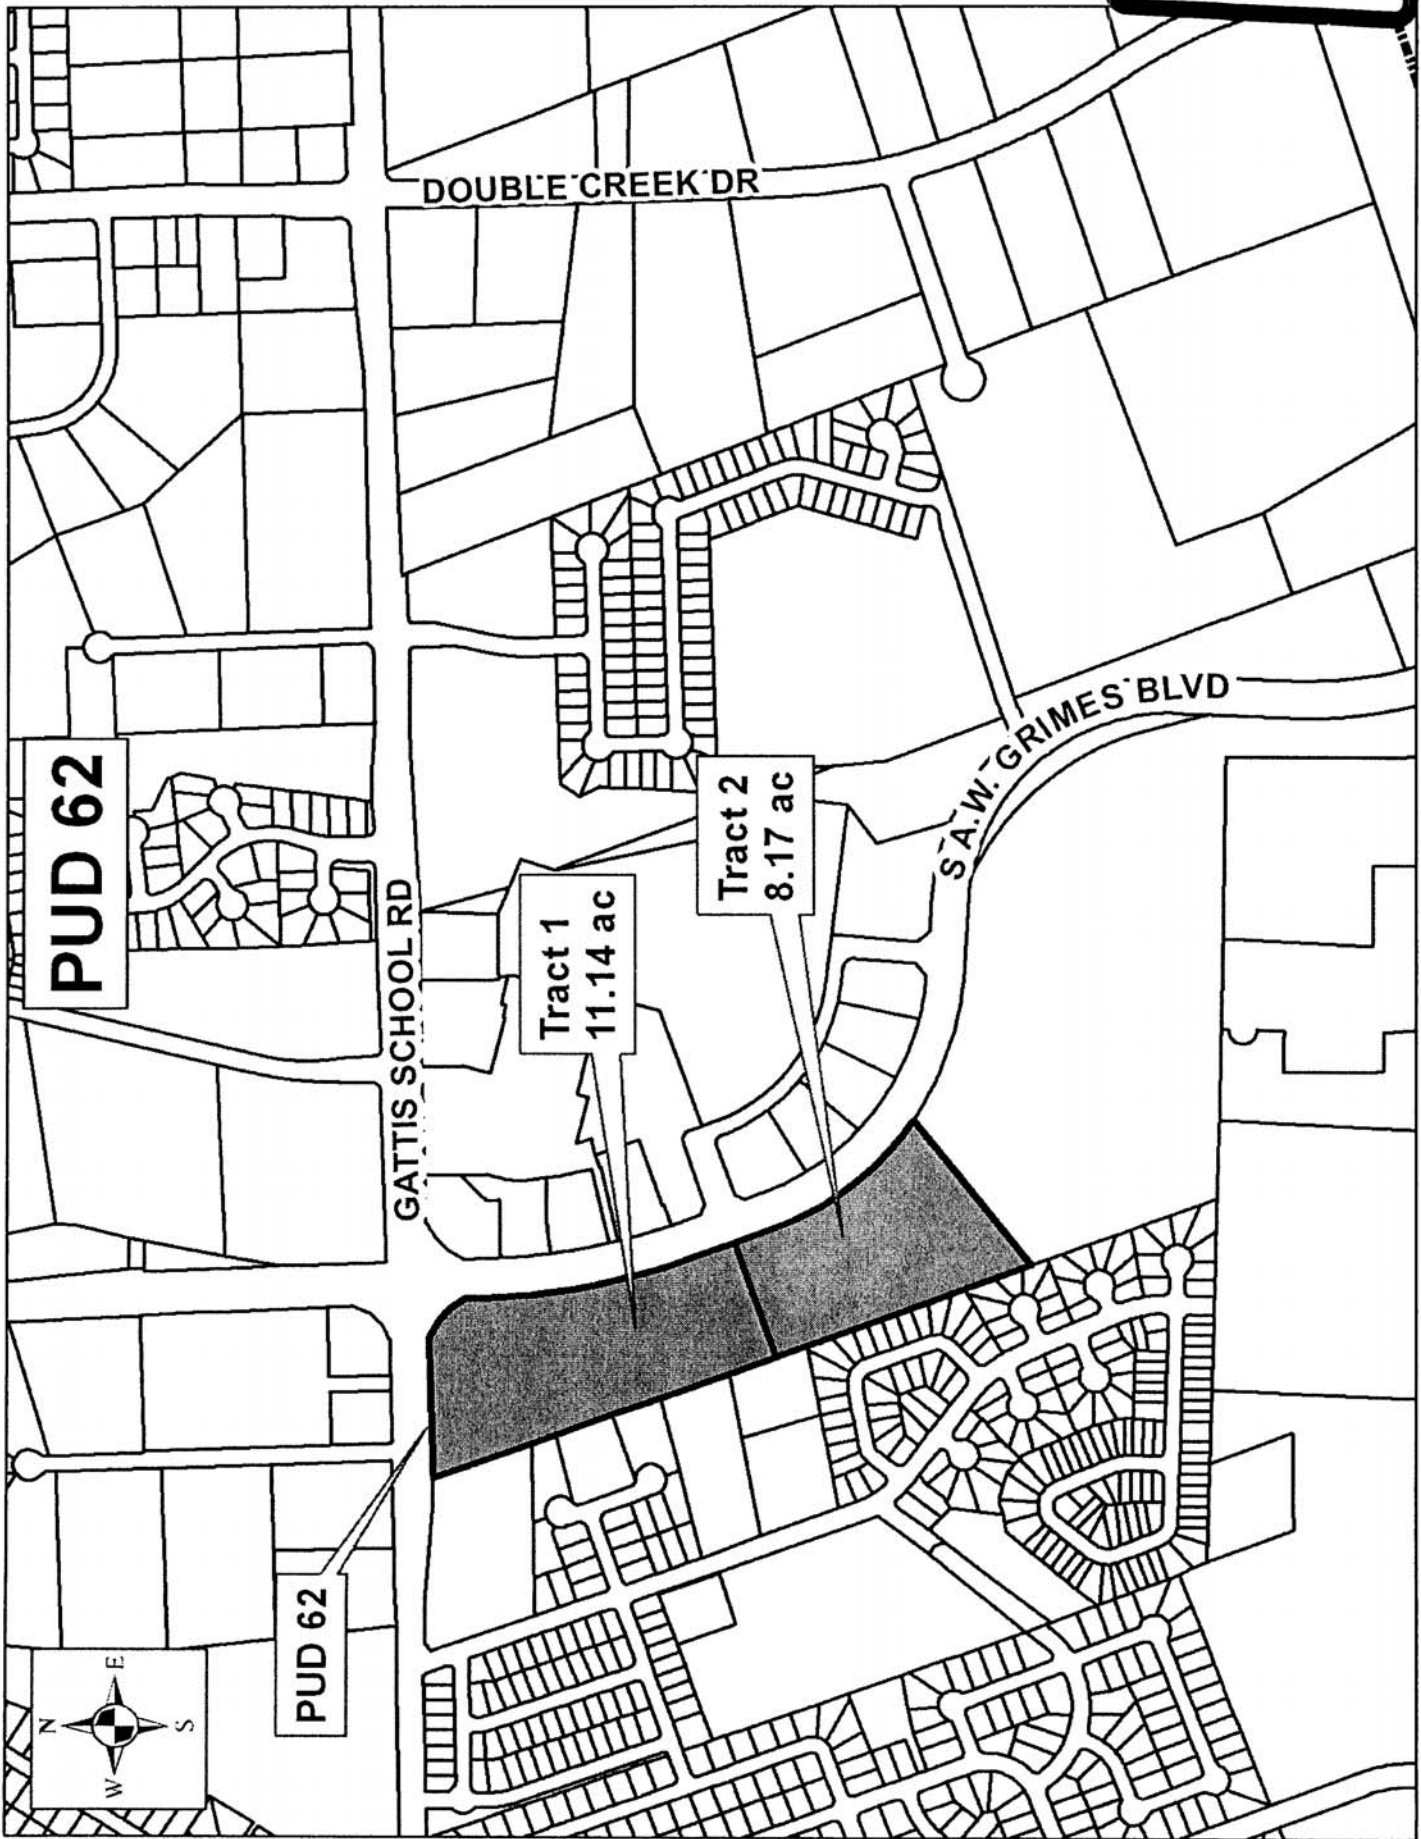 PUD 62
DOUBLE CREEK DR
GATTIS SCHOOL RD
Tract 1
11.14 ac
Tract 2
8.17 ac
S A.W. GRIMES BLVD
PUD 62
N
W
E
S